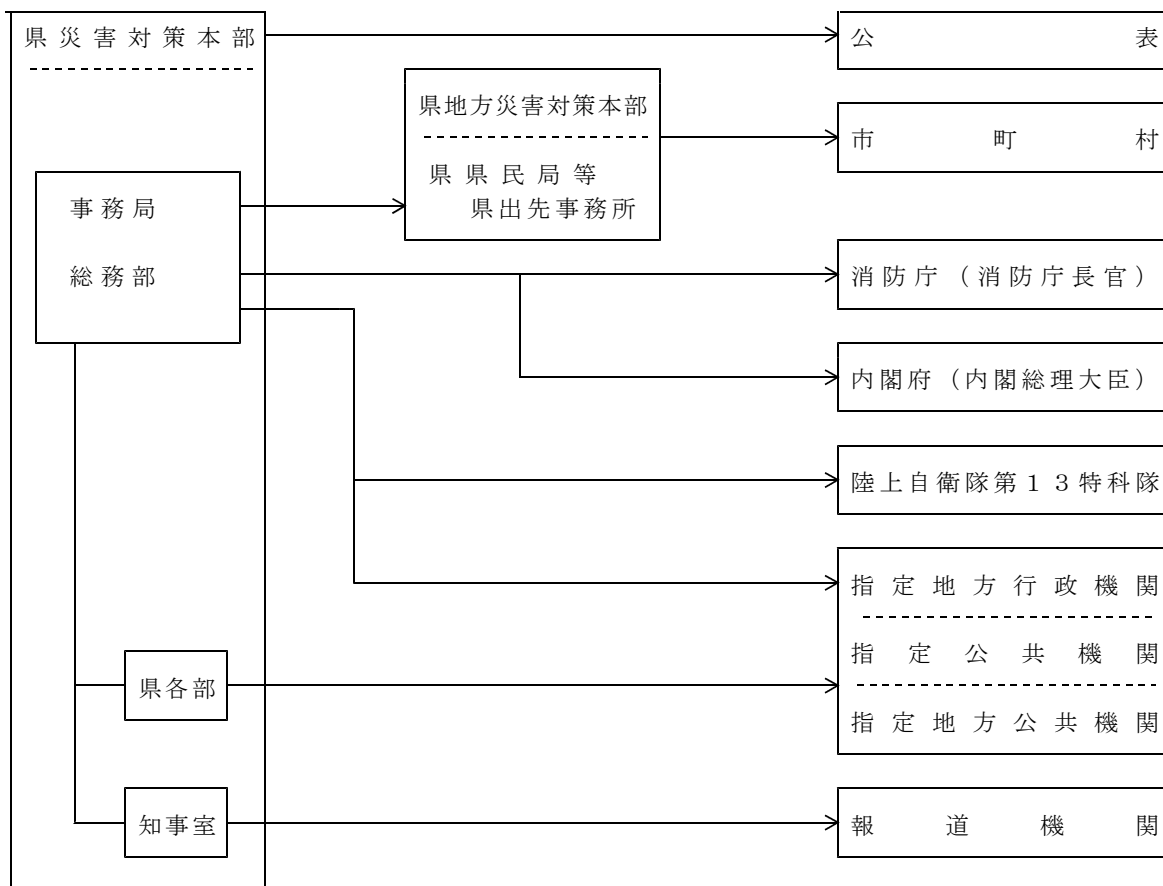 県災害対策本部
公表
県地方災害対策本部
市町村
県県民局等
県出先事務所
事務局
総務部
消防庁（消防庁長官）
内閣府（内閣総理大臣）
陸上自衛隊第１３特科隊
指定地方行政機関
指定公共機関
県各部
指定地方公共機関
知事室
報道機関